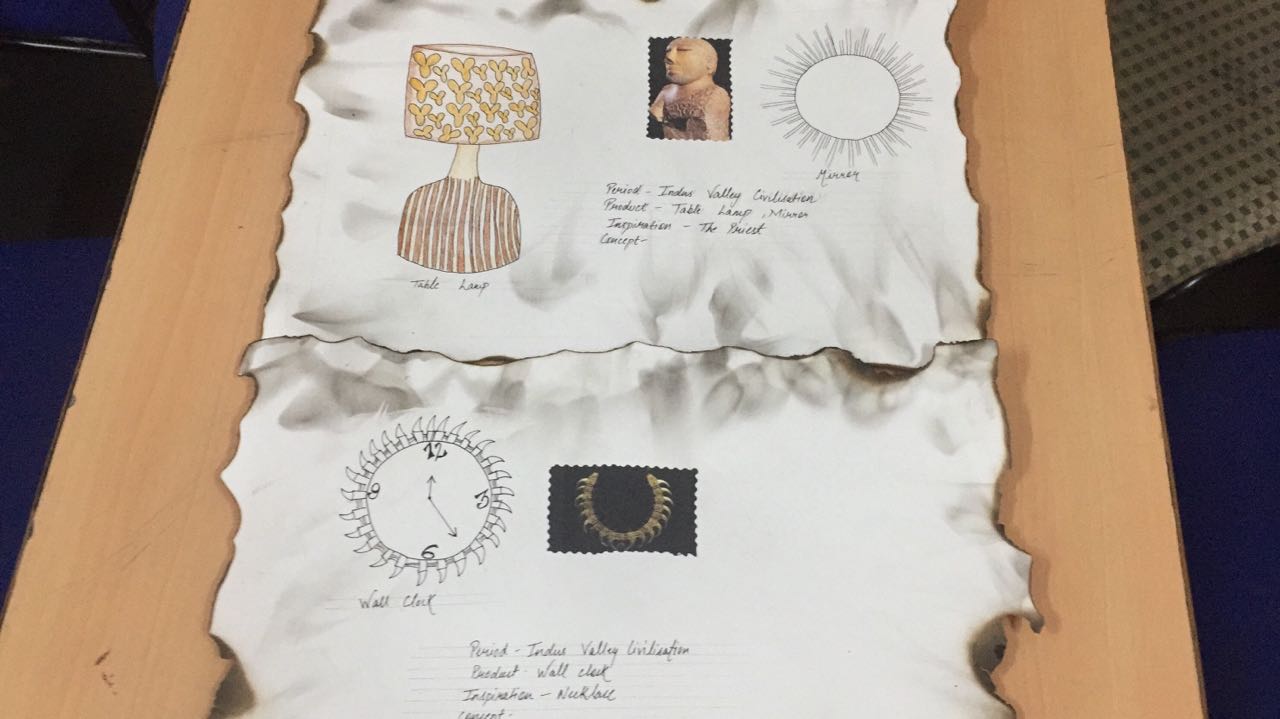 Mirror
Period - Indus Valley Civilisation
Product - Table Lamp , Mirror
Inspiration - The Priest
Concept-
Table Lamp
12
9
3
6
Wall Clock
Period - Indus Valley Civilisation
Product - Wall clock
Inspiration - Necklace
Concept -